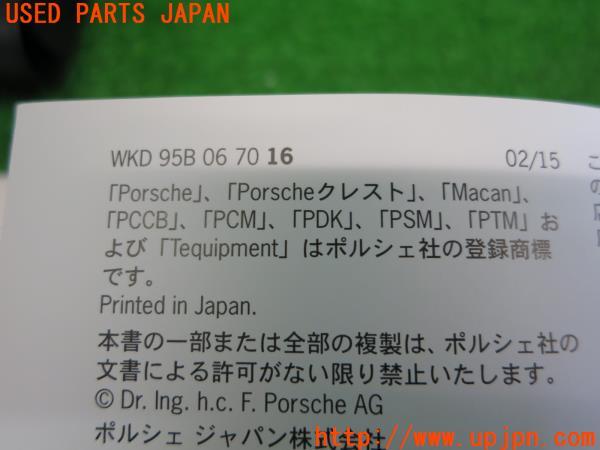 USED PARTS JAPAN
WKD 95B 06 70 16 02/15
「Porsche」、「Porscheクレスト」、「Macan」、
「PCCB」、「PCM」、「PDK」、「PSM」、「PTM」お
よび「Tequipment」はポルシェ社の登録商標
です。
Printed in Japan.
本書の一部または全部の複製は、ポルシェ社の
文書による許可がない限り禁止いたします。
© Dr. Ing. h.c. F. Porsche AG
ポルシェ ジャパン株式会社
http://www.upjpn.com